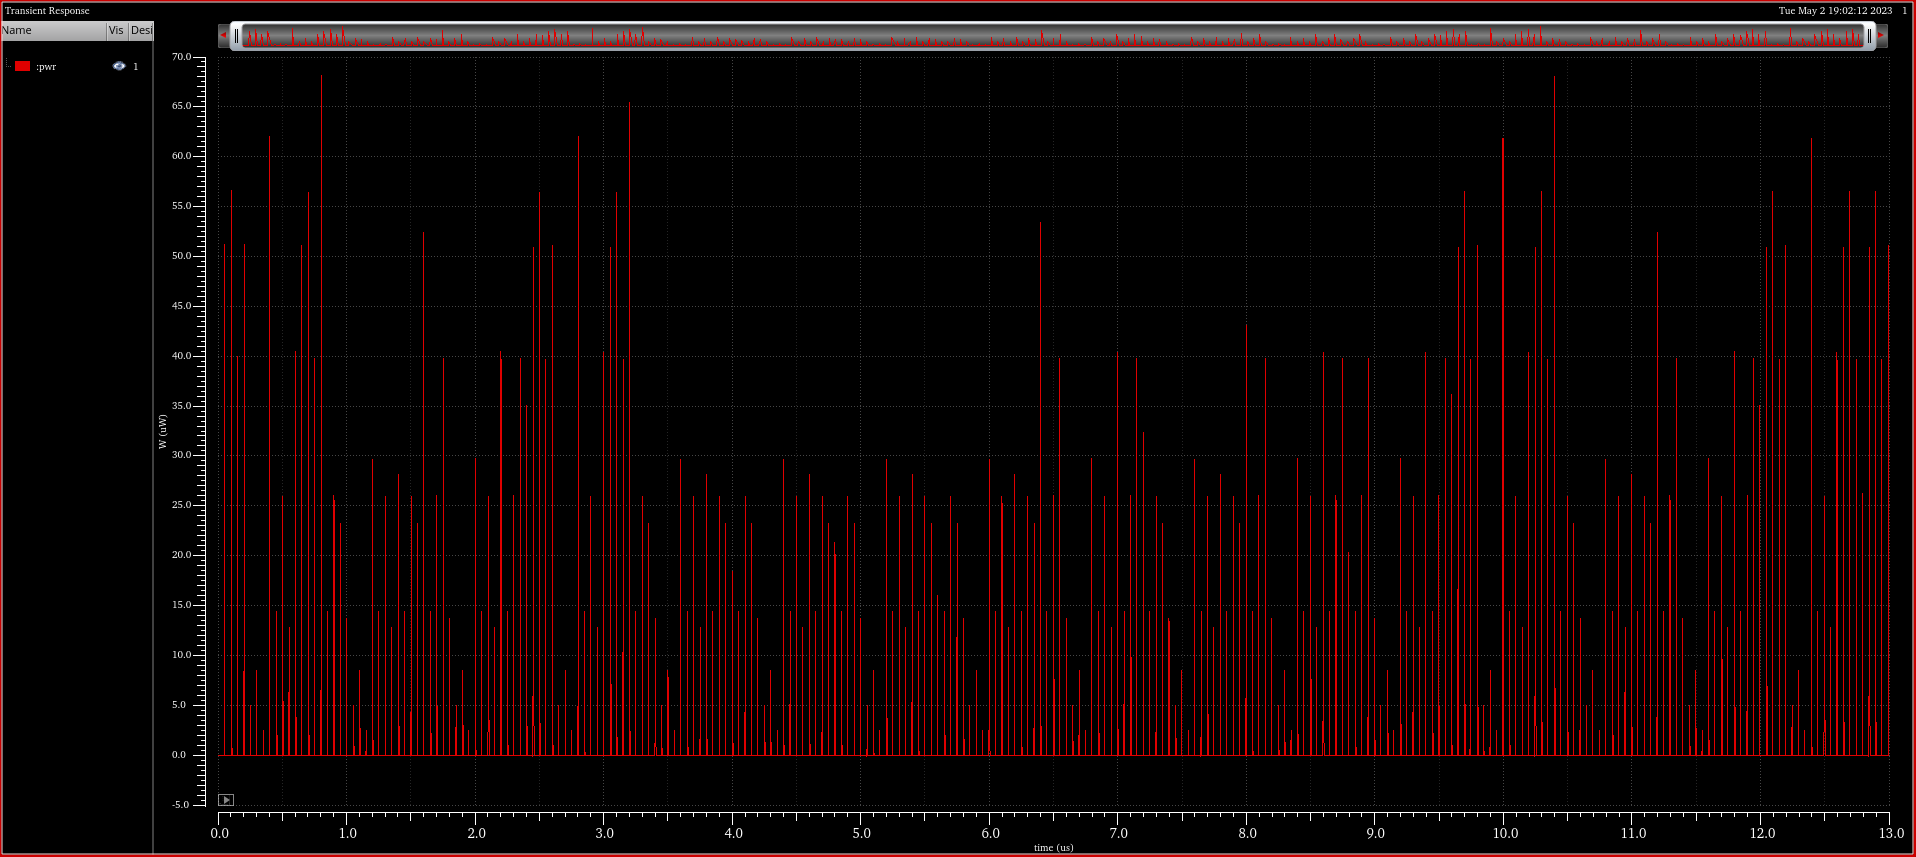 Transient Response
Tue May 2 19:02:12 2023 1
Name Vis Desi
:pwr 1
70.0
65.0
60.0
55.0
50.0
45.0
40.0
35.0
30.0
25.0
20.0
15.0
10.0
5.0
0.0
-5.0
W (uW)
0.0 1.0 2.0 3.0 4.0 5.0 6.0 7.0 8.0 9.0 10.0 11.0 12.0 13.0
time (us)